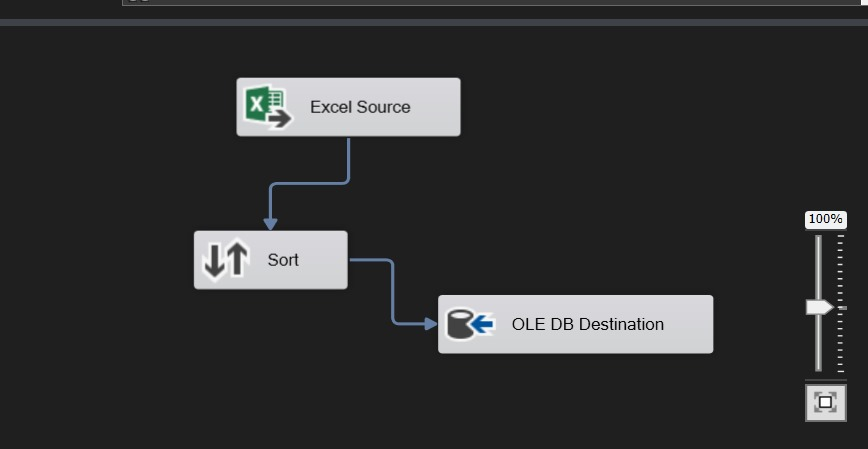 Excel Source
Sort
100%
OLE DB Destination